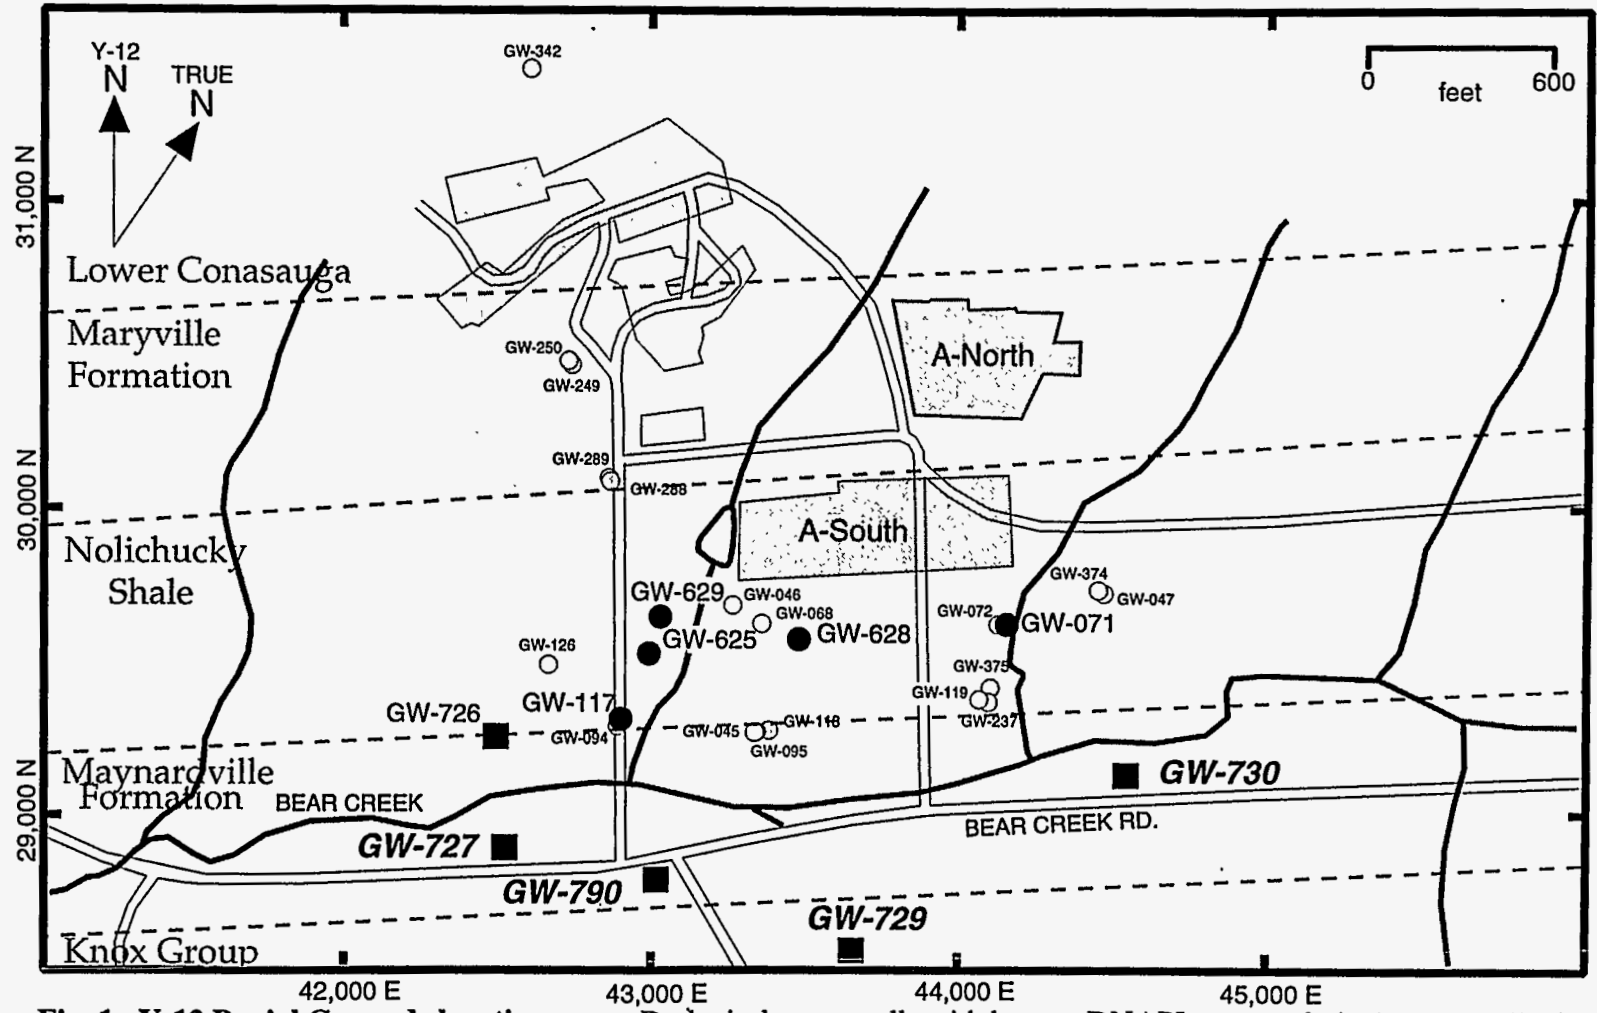 GW-342
Y-12
N
TRUE
N
0
600
feet
31,000 N
Lower Conasauga
Maryville
Formation
GW-250
GW-249
A-North
GW-289
GW-288
30,000 N
Nolichucky
Shale
A-South
GW-374
GW-047
GW-629
GW-046
GW-068
GW-072
GW-071
GW-625
GW-628
GW-126
GW-375
GW-119
GW-237
GW-117
GW-726
GW-094
GW-045
GW-118
GW-095
Maynardville
Formation
GW-730
29,000 N
BEAR CREEK
BEAR CREEK RD.
GW-727
GW-790
GW-729
Knox Group
42,000 E
43,000 E
44,000 E
45,000 E